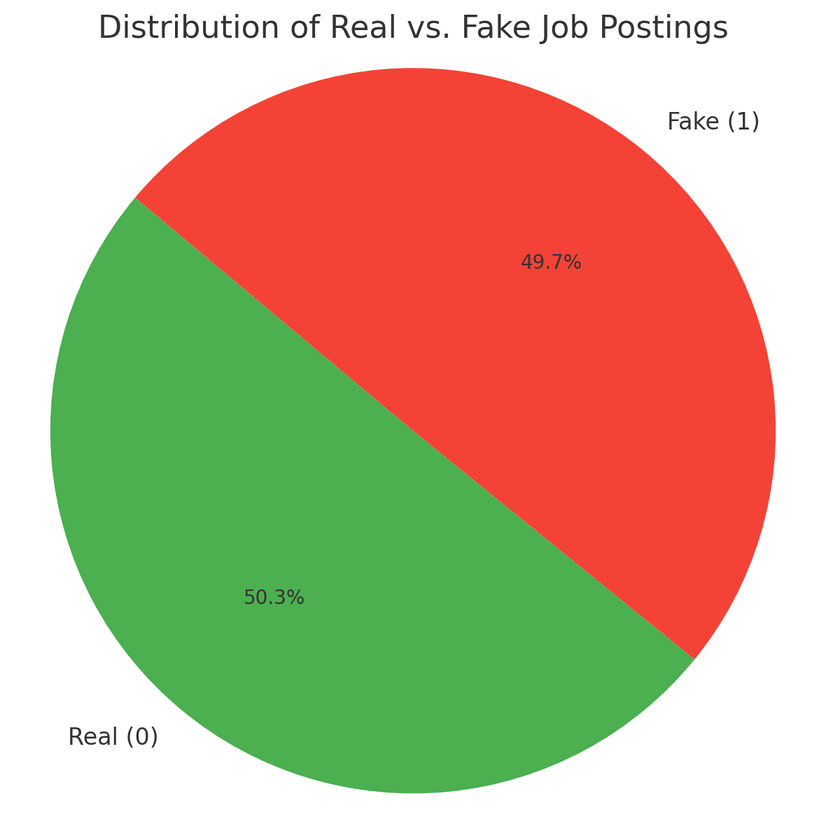 Distribution of Real vs. Fake Job Postings
Fake (1)
49.7%
50.3%
Real (0)